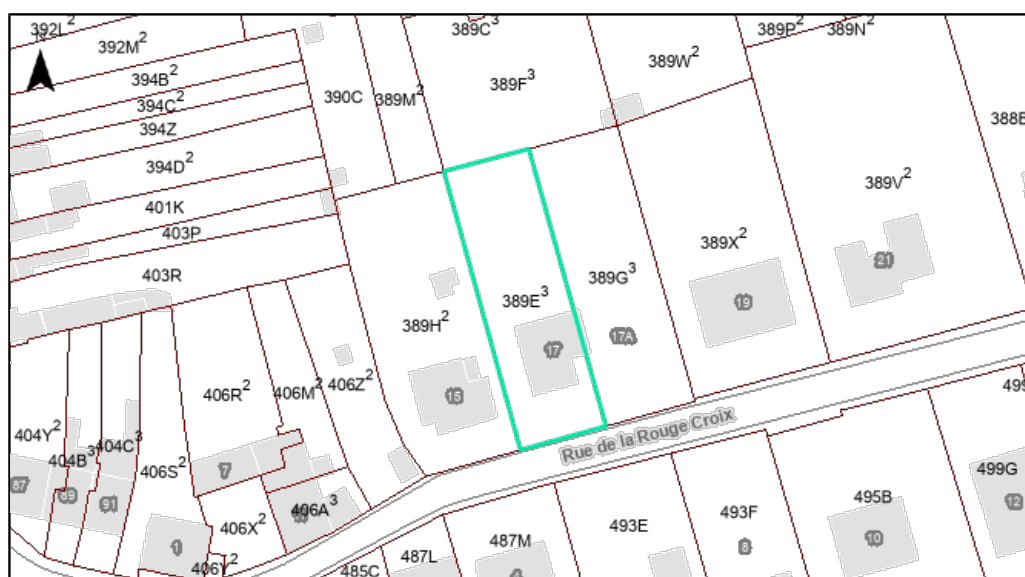 392L²
389C³
389P²
389N²
N
392M²
389W²
394B²
389F³
390C
389M²
394C²
388E
394Z
394D²
389V²
401K
403P
389X²
403R
389G³
21
389E³
19
389H²
17A
17
406Z²
406M²
406R²
15
499
Rue de la Rouge Croix
404Y²
404C³
404B³
406S²
7
499G
87
89
91
495B
12
406A³
493F
406X²
493E
10
1
487M
8
487L
406Y²
485C